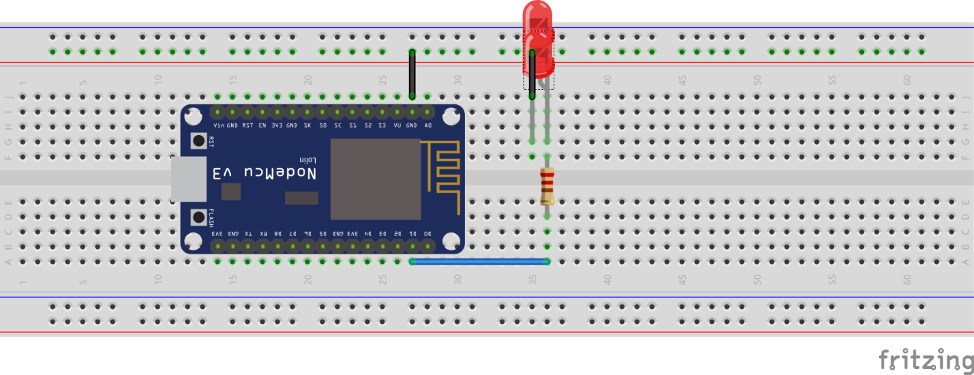 1 5 10 15 20 25 30 35 40 45 50 55 60
J
I
H
G
F
Vin GND RST EN 3V3 GND SK S0 SC S1 S2 S3 VU GND A0
RST
Lolin
NodeMcu v3
FLASH
3V3 GND TX RX D8 D7 D6 D5 GND 3V3 D4 D3 D2 D1 D0
E
D
C
B
A
1 5 10 15 20 25 30 35 40 45 50 55 60
fritzing